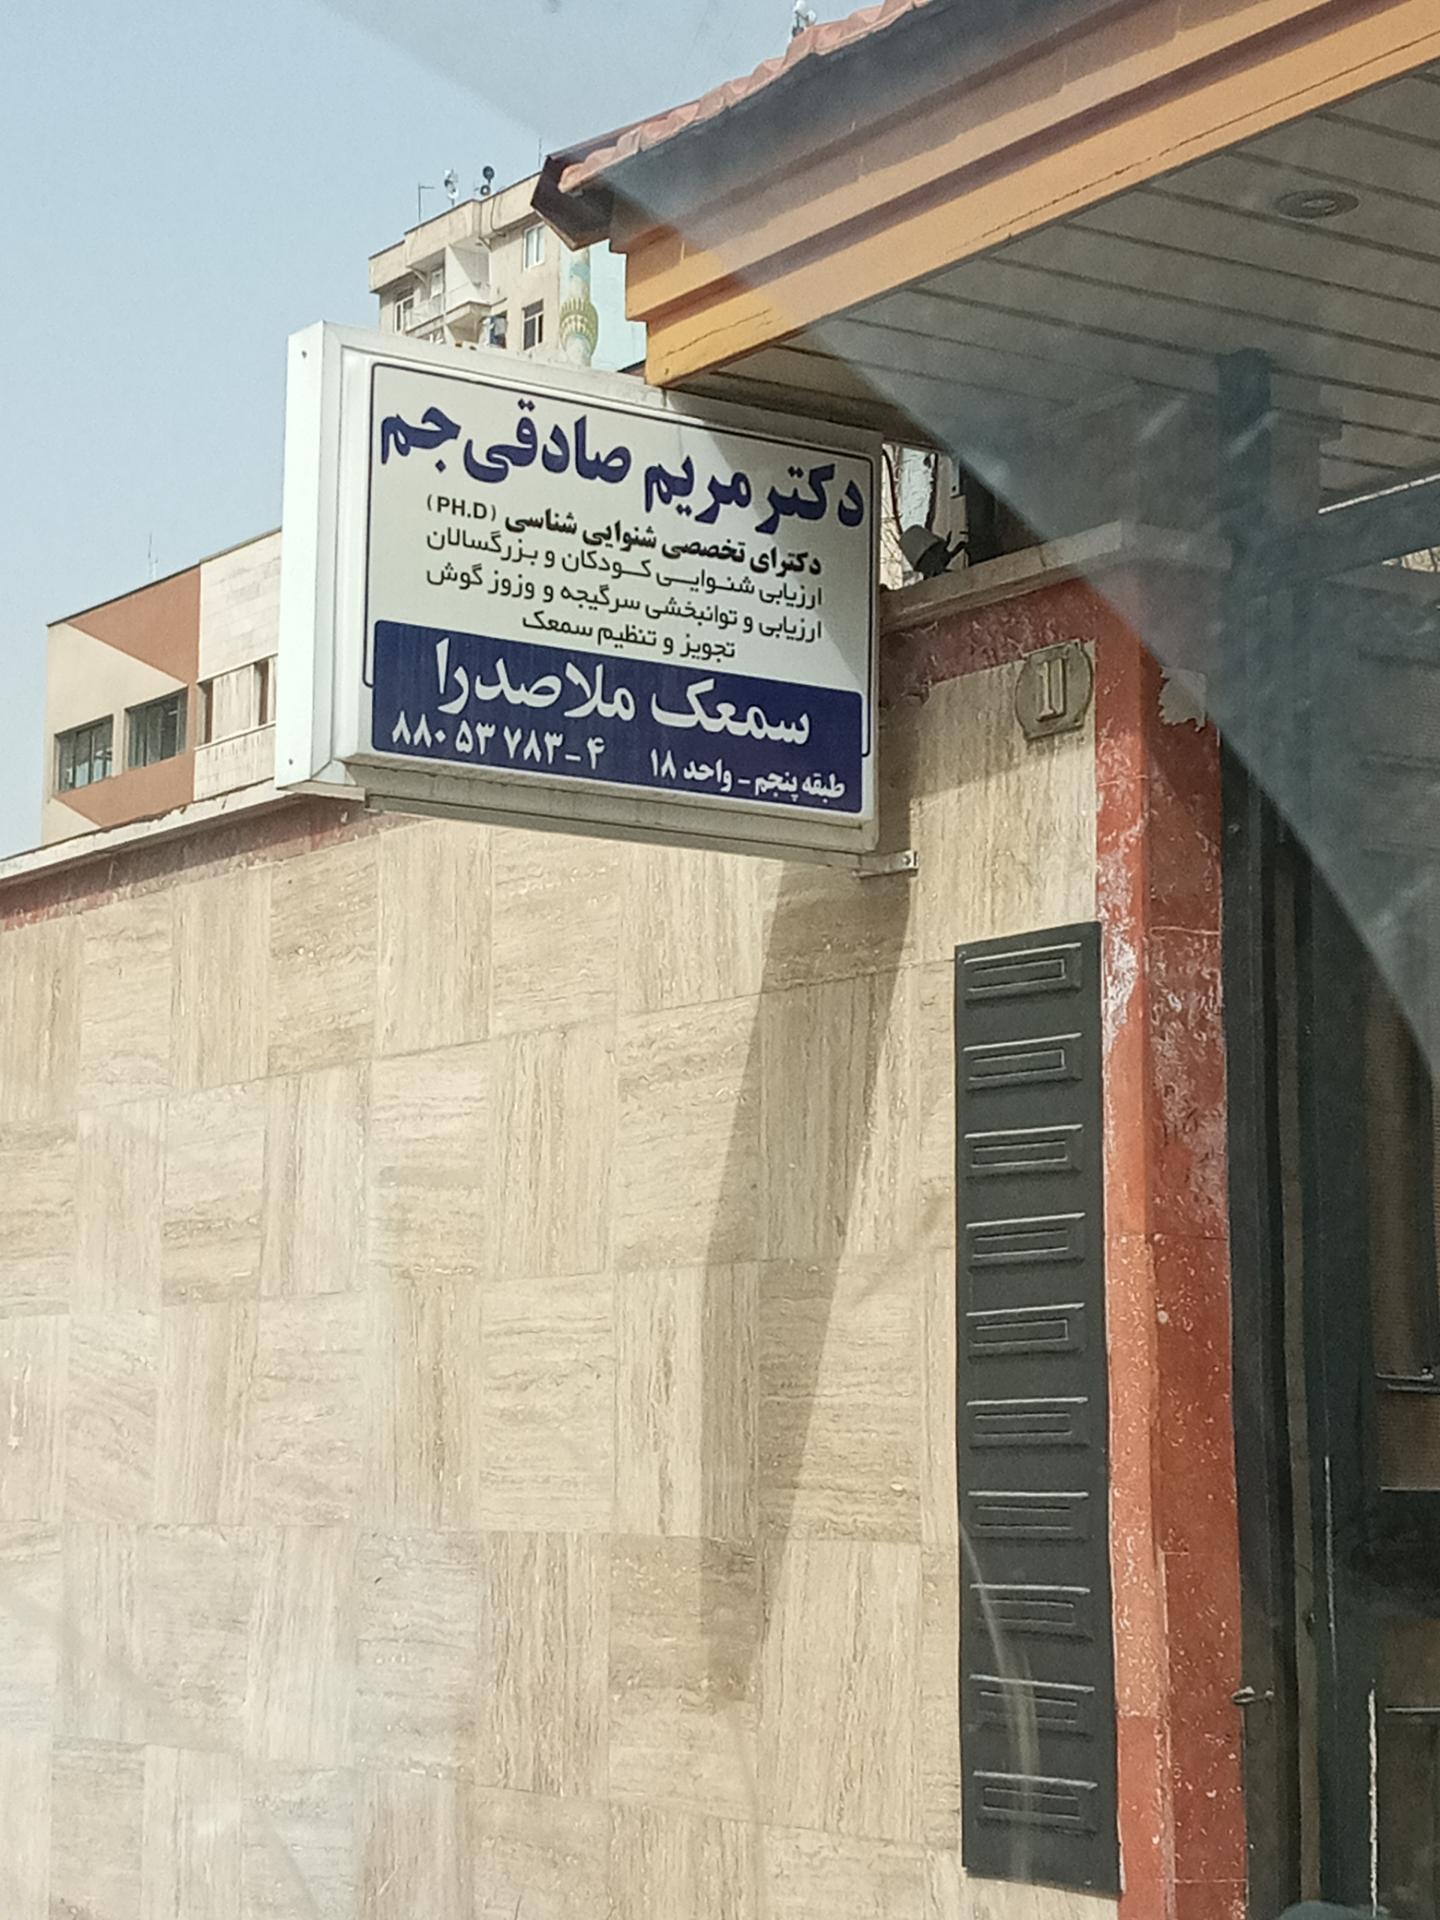 دکتر مریم صادقی جم
دکترای تخصصی شنوایی شناسی (PH.D)
ارزیابی شنوایی کودکان و بزرگسالان
ارزیابی و توانبخشی سرگیجه و وزوز گوش
تجویز و تنظیم سمعک
سمعک ملاصدرا
طبقه پنجم - واحد ۱۸ ۸۸۰۵۳۷۸۳-۴